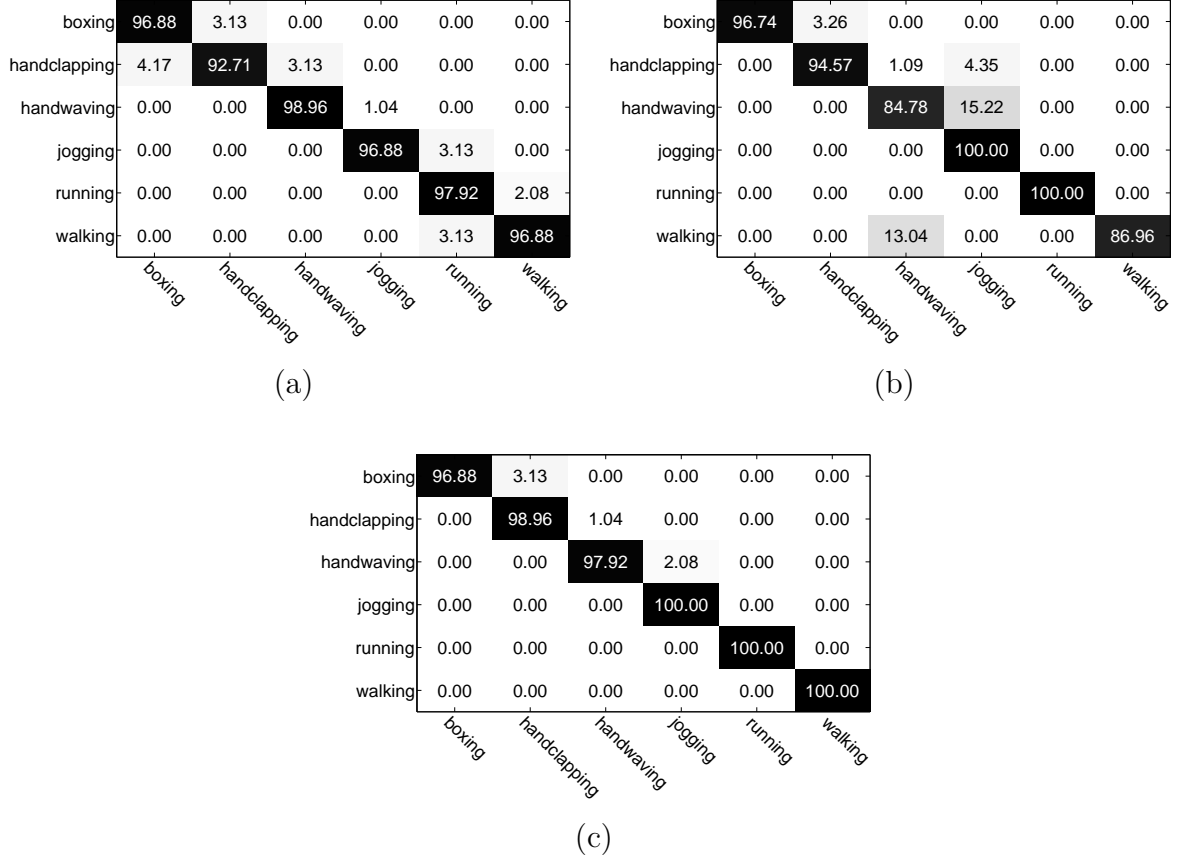 boxing 96.88 3.13 0.00 0.00 0.00 0.00
handclapping 4.17 92.71 3.13 0.00 0.00 0.00
handwaving 0.00 0.00 98.96 1.04 0.00 0.00
jogging 0.00 0.00 0.00 96.88 3.13 0.00
running 0.00 0.00 0.00 0.00 97.92 2.08
walking 0.00 0.00 0.00 0.00 3.13 96.88
boxing handclapping handwaving jogging running walking
(a)
boxing 96.74 3.26 0.00 0.00 0.00 0.00
handclapping 0.00 94.57 1.09 4.35 0.00 0.00
handwaving 0.00 0.00 84.78 15.22 0.00 0.00
jogging 0.00 0.00 0.00 100.00 0.00 0.00
running 0.00 0.00 0.00 0.00 100.00 0.00
walking 0.00 0.00 13.04 0.00 0.00 86.96
boxing handclapping handwaving jogging running walking
(b)
boxing 96.88 3.13 0.00 0.00 0.00 0.00
handclapping 0.00 98.96 1.04 0.00 0.00 0.00
handwaving 0.00 0.00 97.92 2.08 0.00 0.00
jogging 0.00 0.00 0.00 100.00 0.00 0.00
running 0.00 0.00 0.00 0.00 100.00 0.00
walking 0.00 0.00 0.00 0.00 0.00 100.00
boxing handclapping handwaving jogging running walking
(c)